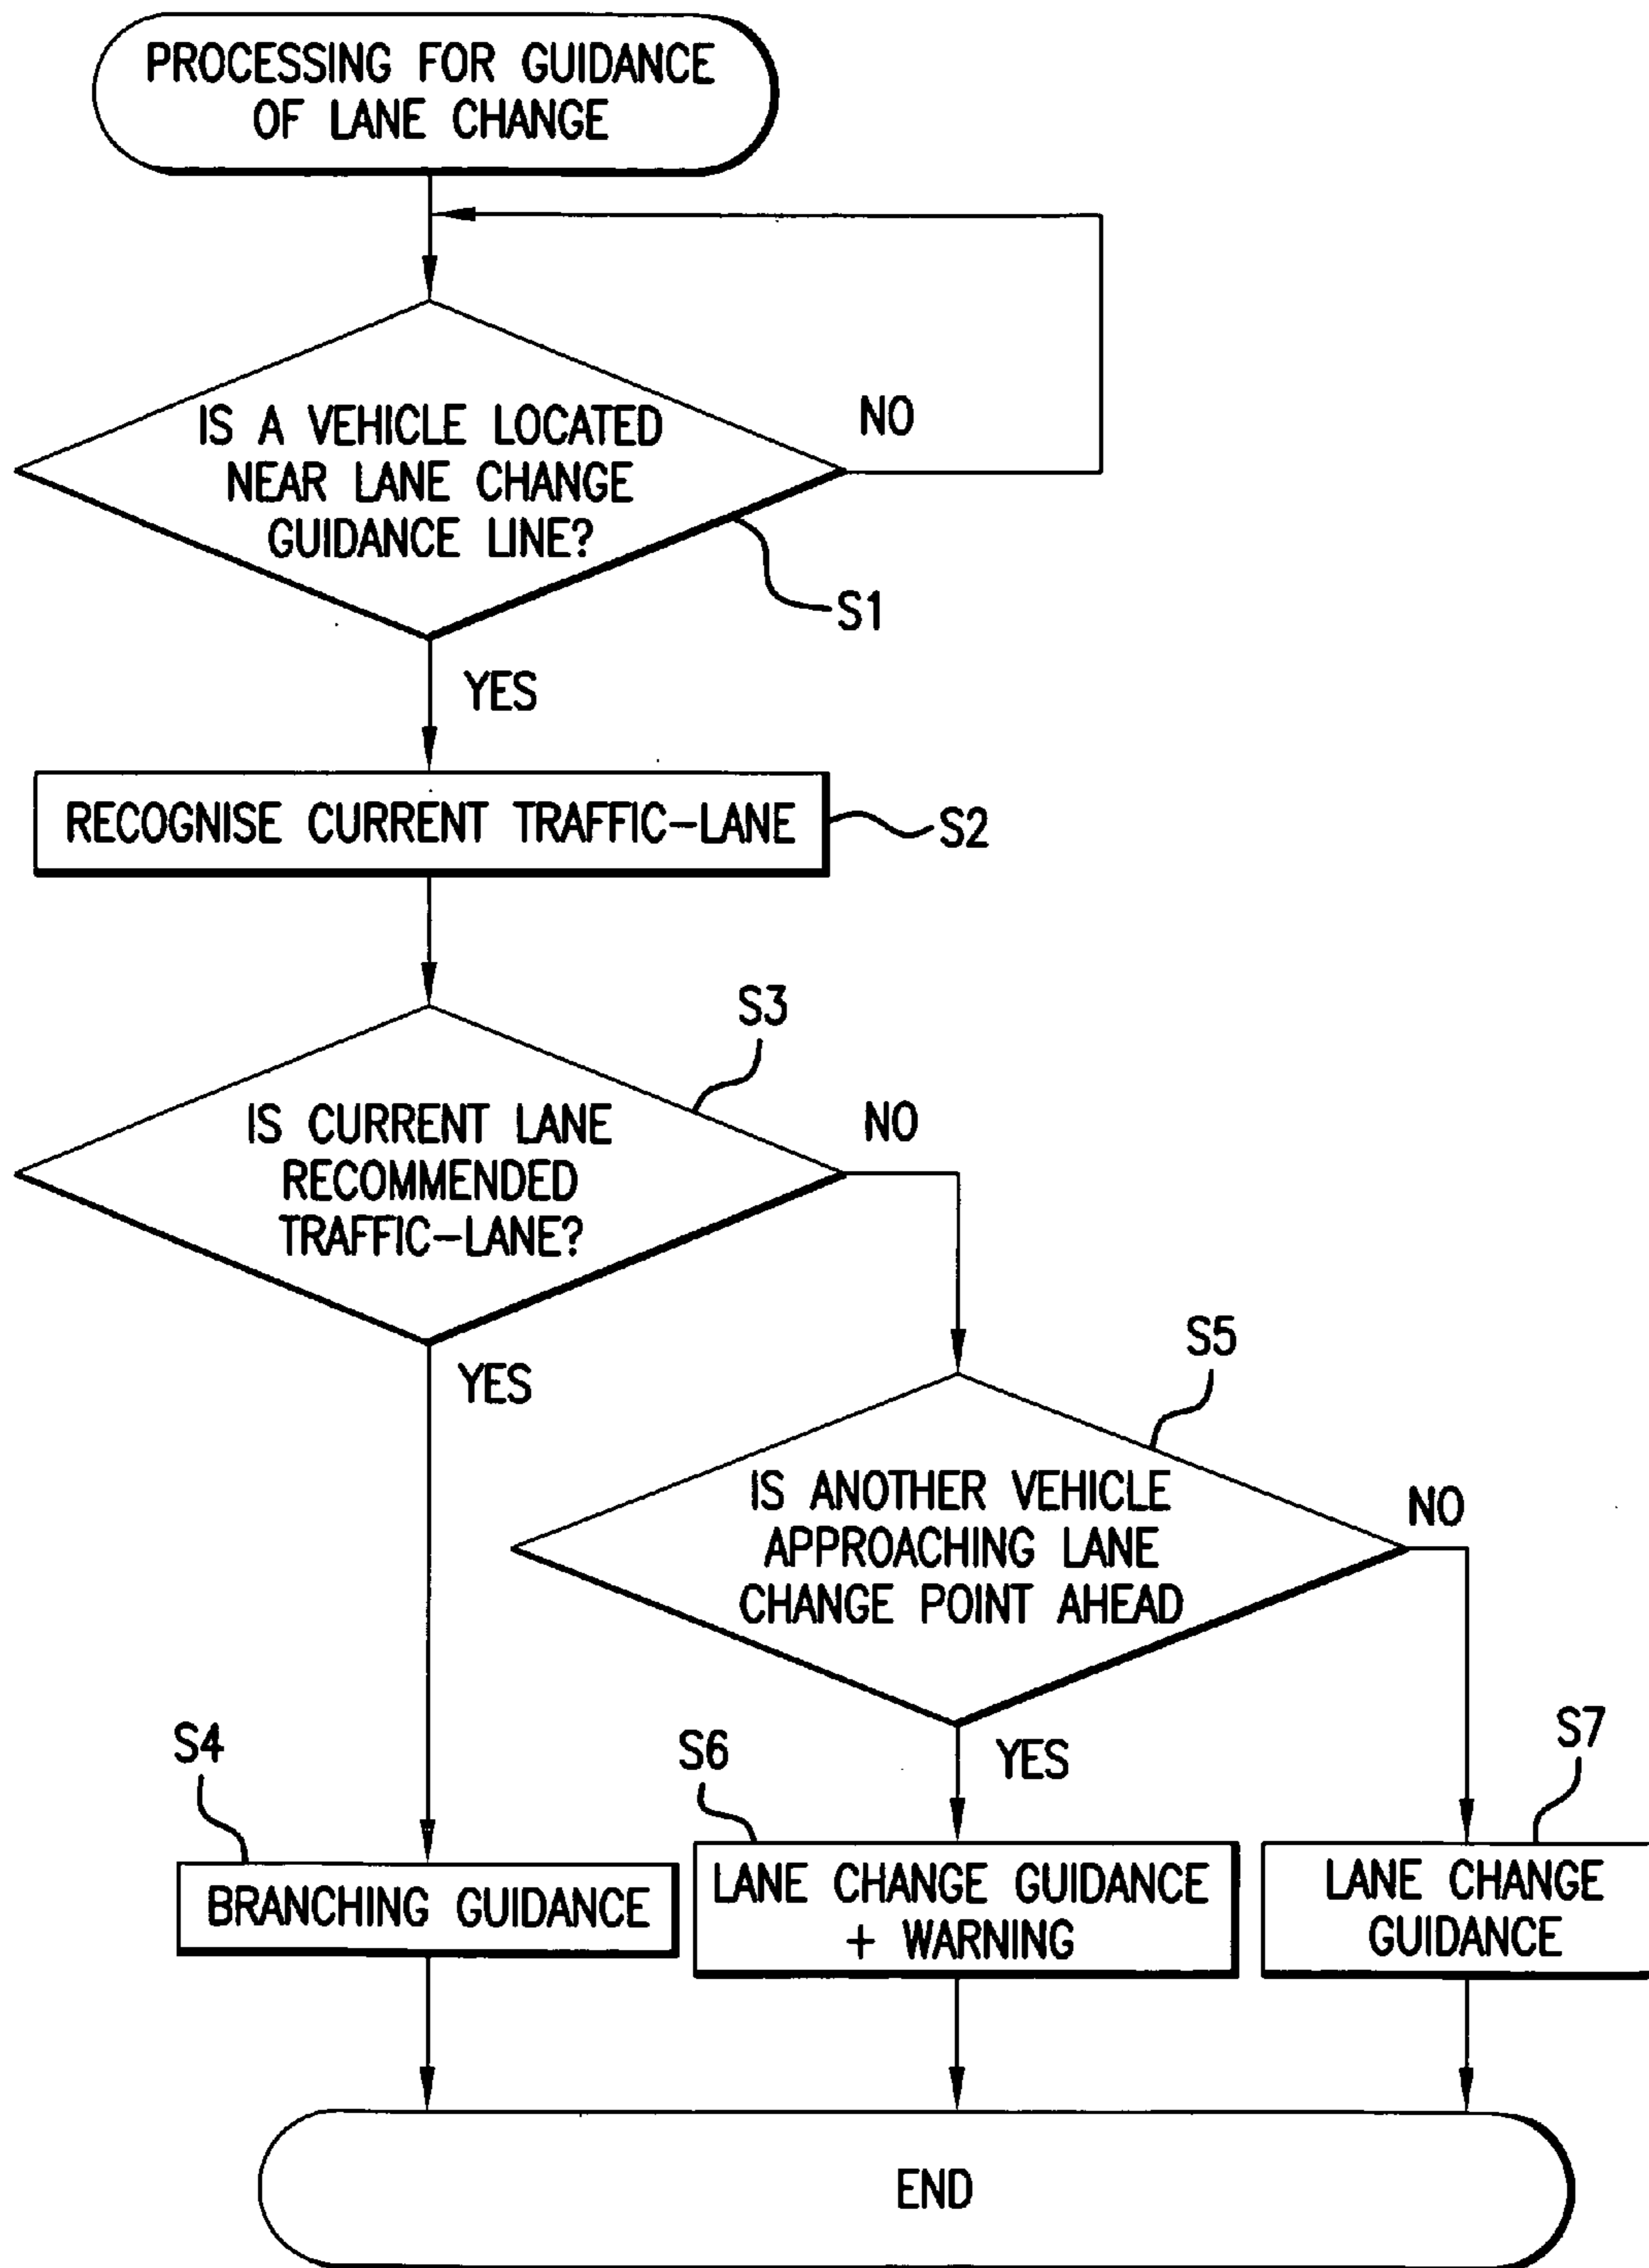 PROCESSING FOR GUIDANCE
OF LANE CHANGE
IS A VEHICLE LOCATED
NEAR LANE CHANGE
GUIDANCE LINE?
NO
S1
YES
RECOGNISE CURRENT TRAFFIC-LANE
S2
S3
IS CURRENT LANE
RECOMMENDED
TRAFFIC-LANE?
NO
YES
S5
IS ANOTHER VEHICLE
APPROACHING LANE
CHANGE POINT AHEAD
NO
YES
S4
BRANCHING GUIDANCE
S6
LANE CHANGE GUIDANCE
+ WARNING
S7
LANE CHANGE
GUIDANCE
END